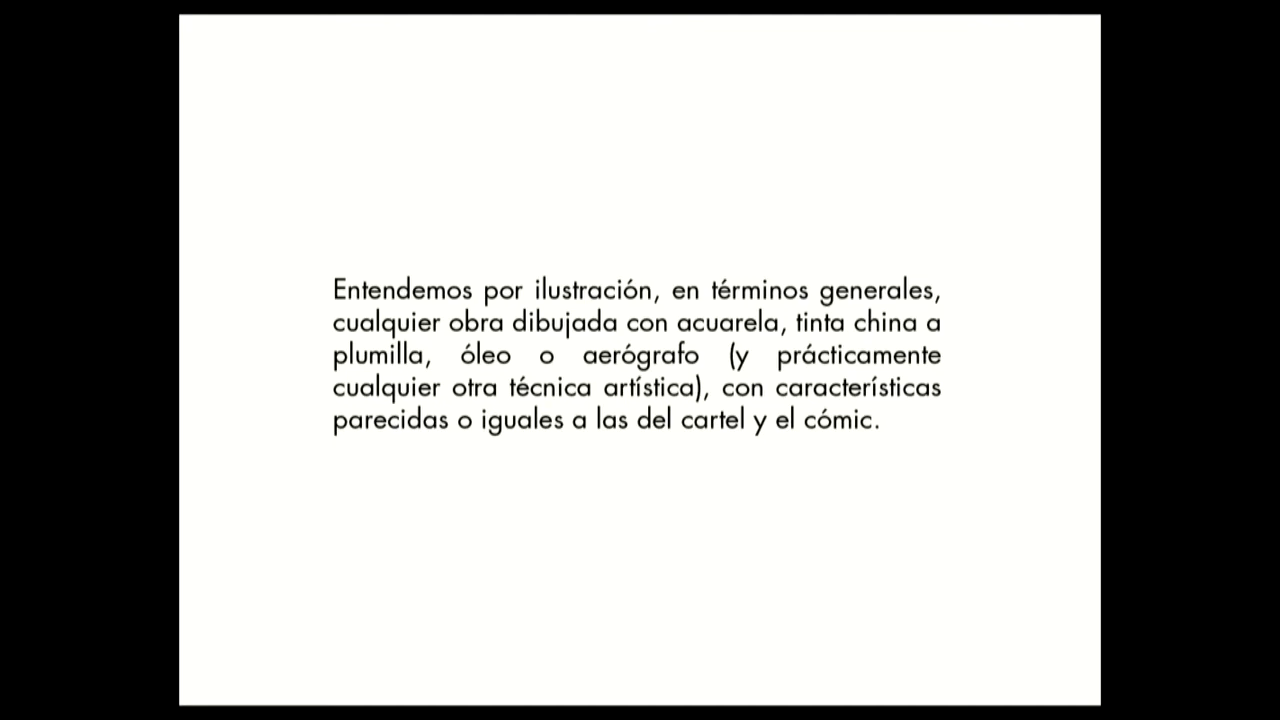 Entendemos por ilustración, en términos generales,
cualquier obra dibujada con acuarela, tinta china a
plumilla, óleo o aerógrafo (y prácticamente
cualquier otra técnica artística), con características
parecidas o iguales a las del cartel y el cómic.